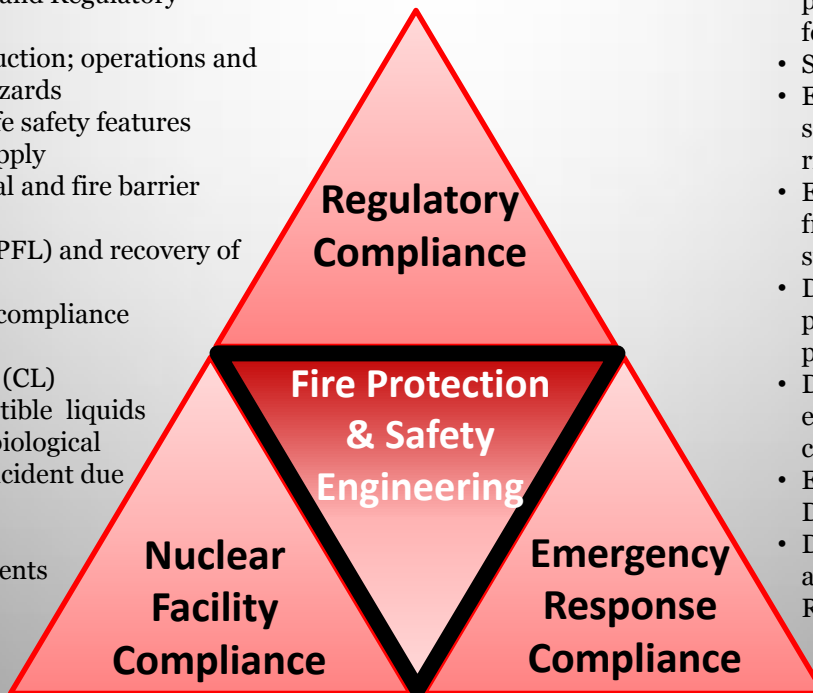 and Regulatory
uction; operations and
zards
fe safety features
pply
al and fire barrier
PFL) and recovery of
compliance
(CL)
tible liquids
biological
cident due
ents
Regulatory
Compliance
Fire Protection
& Safety
Engineering
Nuclear
Facility
Compliance
Emergency
Response
Compliance
p
fo
• S
• E
s
r
• E
fr
s
• D
p
p
• D
e
c
• E
D
• D
a
R